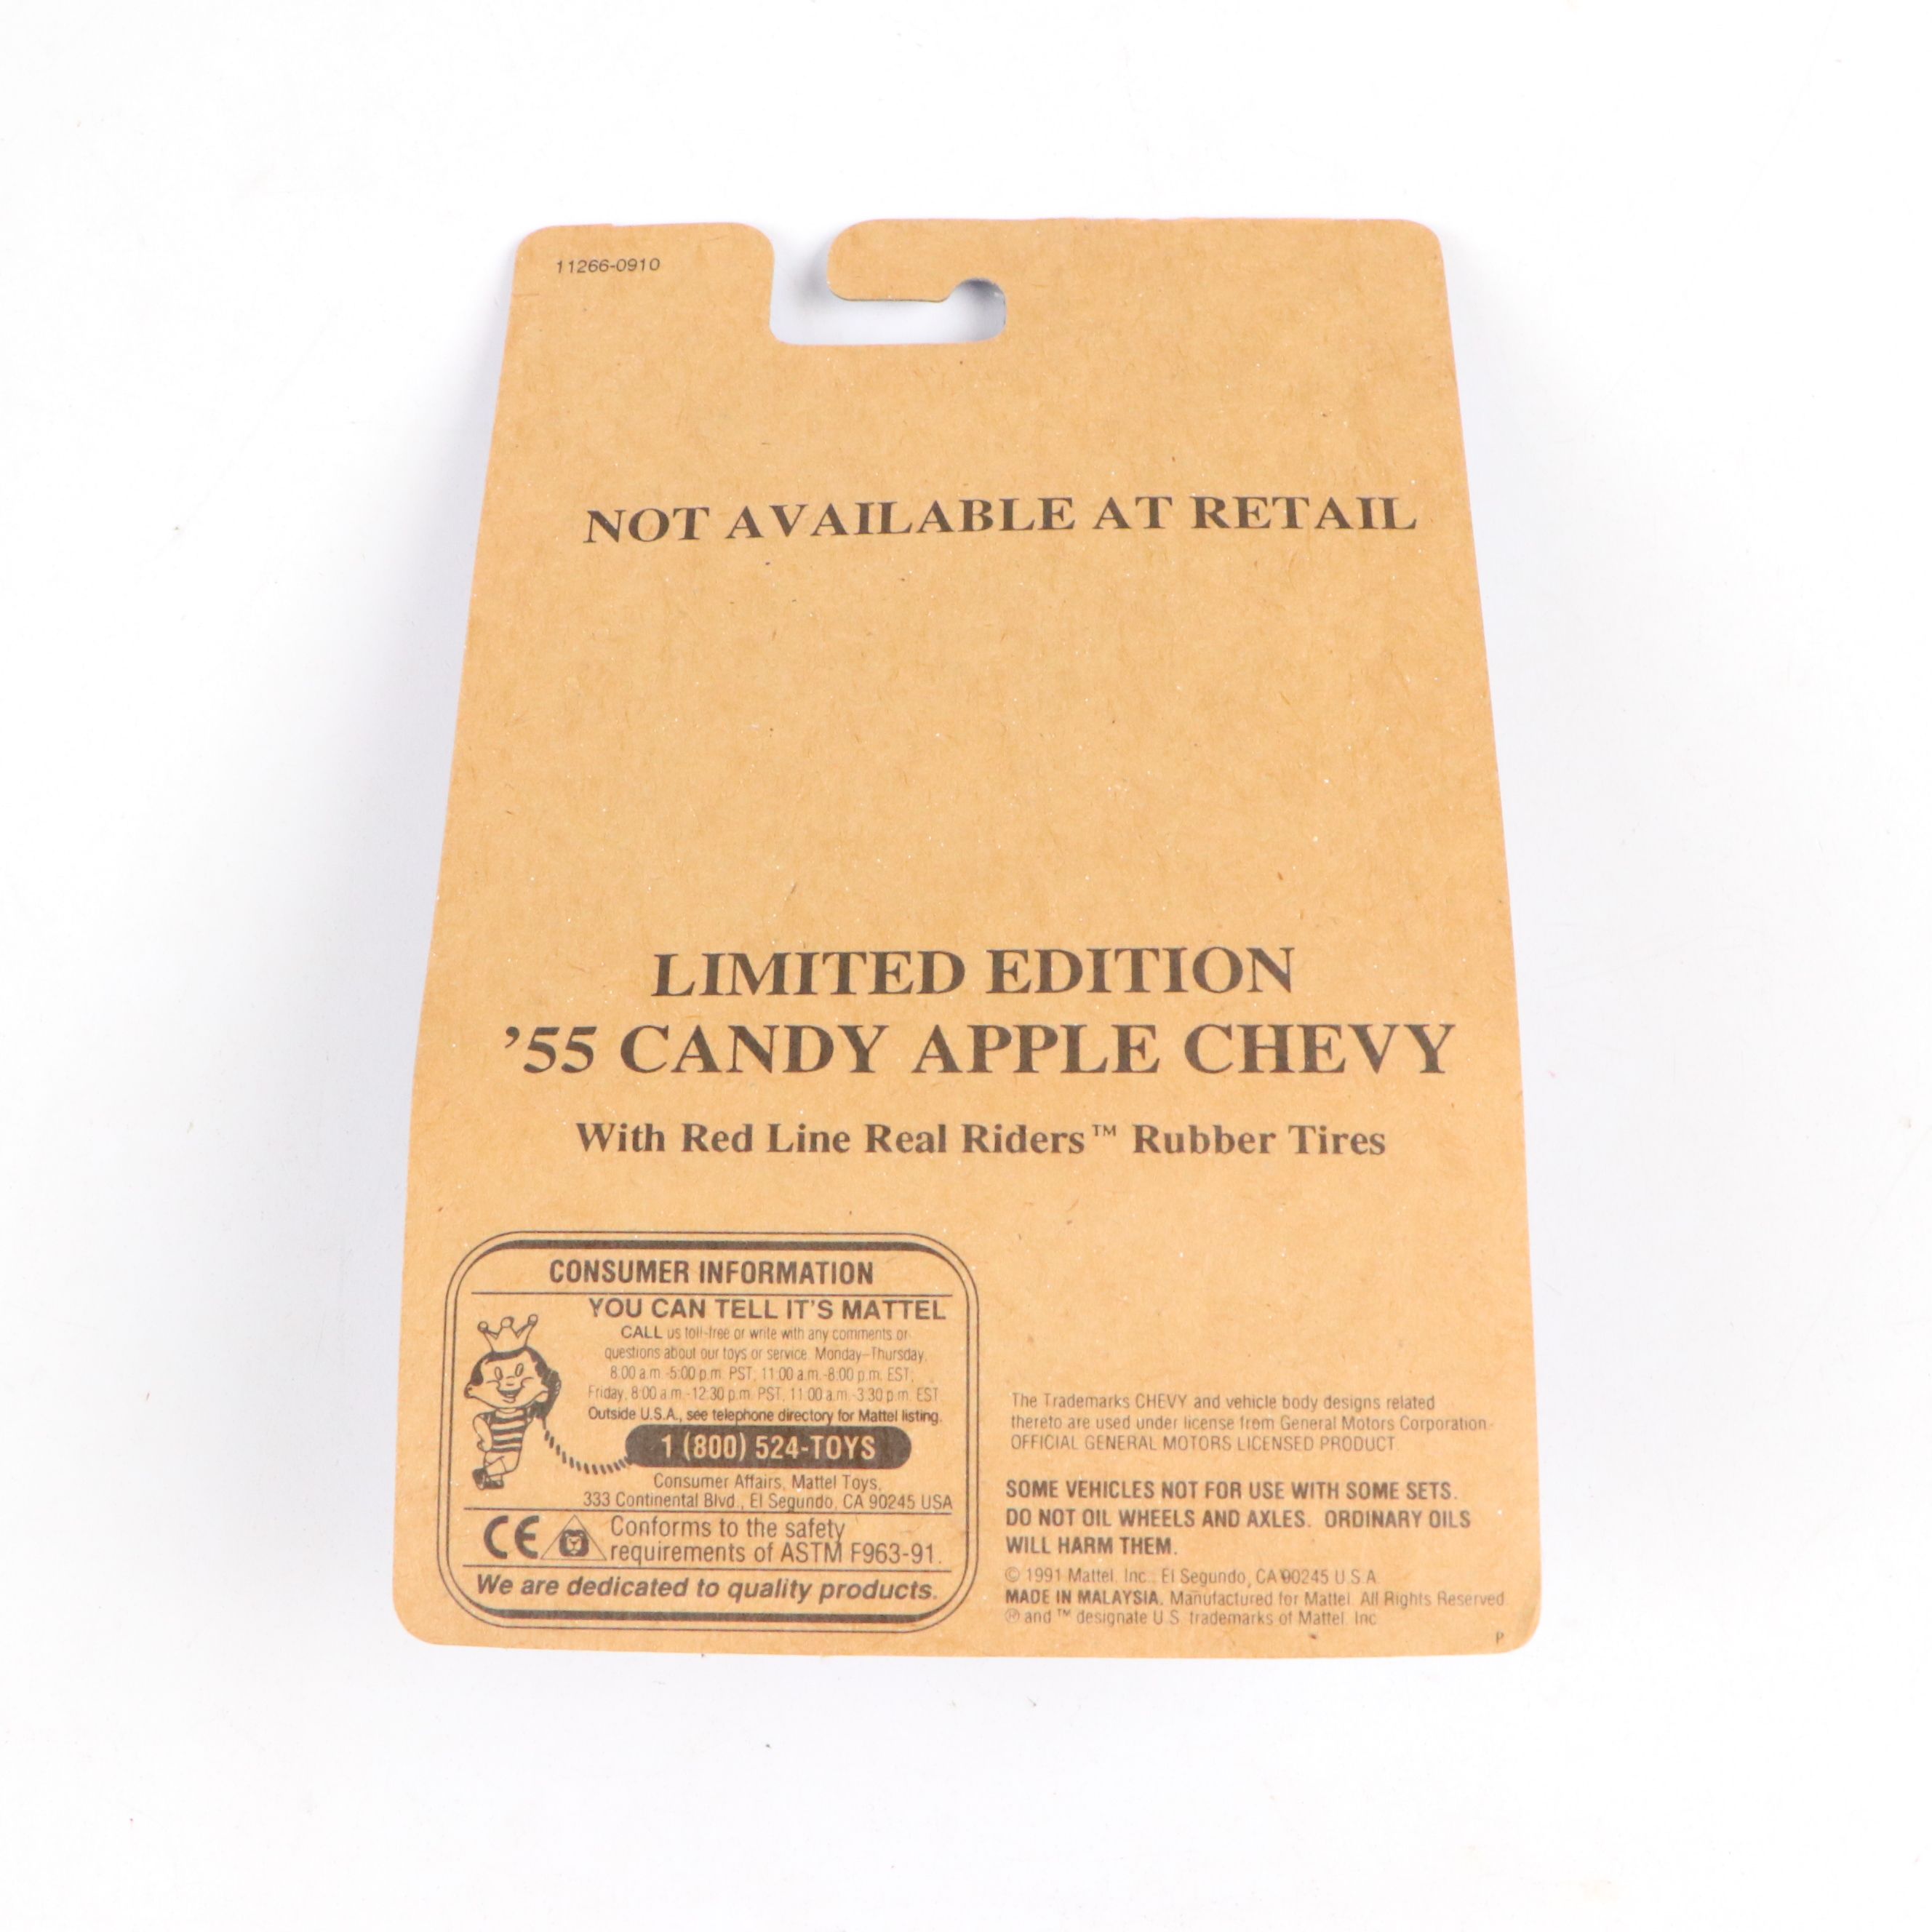 11266-0910
NOT AVAILABLE AT RETAIL
LIMITED EDITION
’55 CANDY APPLE CHEVY
With Red Line Real Riders™ Rubber Tires
CONSUMER INFORMATION
YOU CAN TELL IT'S MATTEL
CALL us toll-free or write with any comments or
questions about our toys or service. Monday–Thursday,
8:00 a.m.-5:00 p.m. PST; 11:00 a.m.-8:00 p.m. EST;
Friday, 8:00 a.m.-12:30 p.m. PST, 11:00 a.m.-3:30 p.m. EST
Outside U.S.A., see telephone directory for Mattel listing.
1 (800) 524-TOYS
Consumer Affairs, Mattel Toys,
333 Continental Blvd., El Segundo, CA 90245 USA
CE
Conforms to the safety
requirements of ASTM F963-91.
We are dedicated to quality products.
The Trademarks CHEVY and vehicle body designs related
thereto are used under license from General Motors Corporation.
OFFICIAL GENERAL MOTORS LICENSED PRODUCT.
SOME VEHICLES NOT FOR USE WITH SOME SETS.
DO NOT OIL WHEELS AND AXLES. ORDINARY OILS
WILL HARM THEM.
© 1991 Mattel, Inc., El Segundo, CA 90245 U.S.A.
MADE IN MALAYSIA. Manufactured for Mattel. All Rights Reserved.
® and ™ designate U.S. trademarks of Mattel, Inc.
P